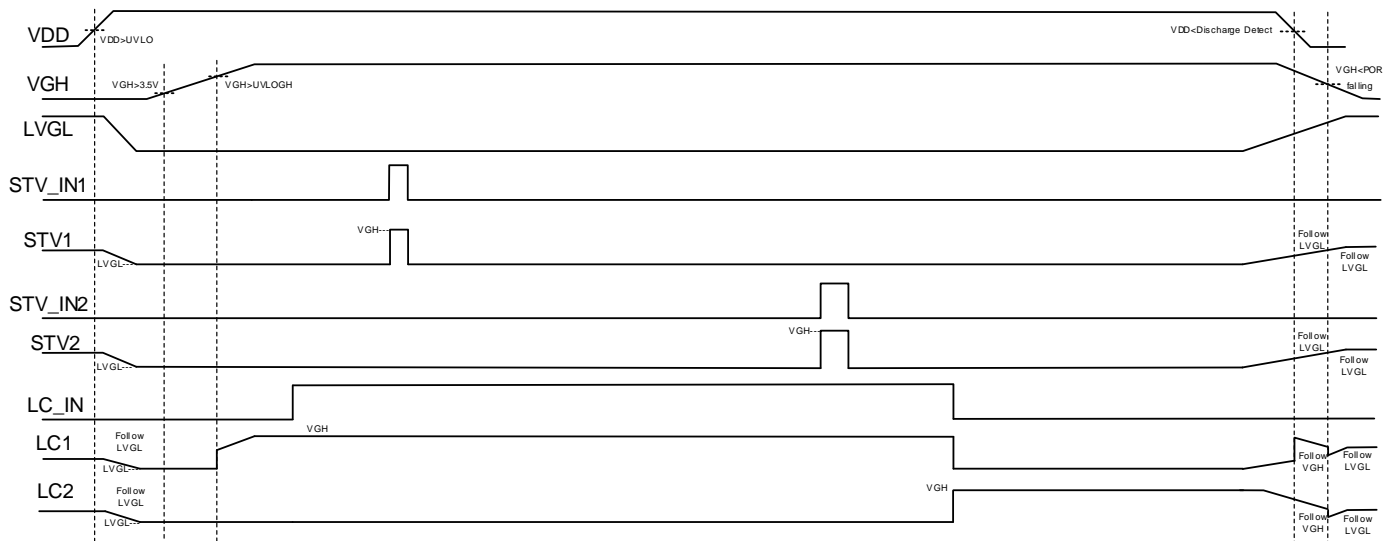 VDD
VDD>UVLO
VDD<Discharge Detect
VGH
VGH>3.5V
VGH>UVLOGH
VGH<POR
falling
LVGL
STV_IN1
STV1
VGH---
LVGL---
Follow
LVGL
Follow
LVGL
STV_IN2
STV2
VGH---
LVGL---
Follow
LVGL
Follow
LVGL
LC_IN
LC1
Follow
LVGL
LVGL---
VGH
Follow
VGH
Follow
LVGL
LC2
Follow
LVGL
LVGL---
VGH
Follow
VGH
Follow
LVGL